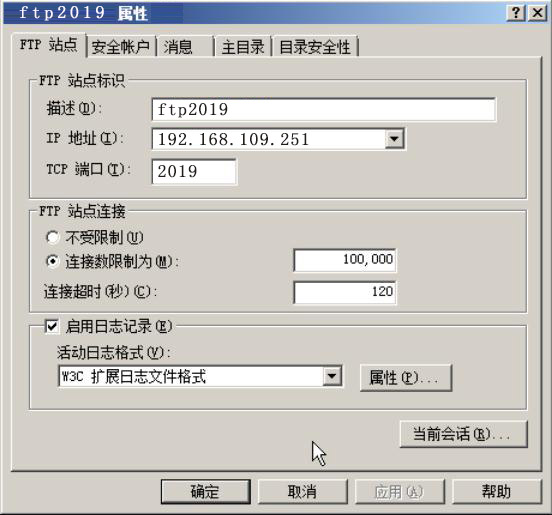 ftp2019 属性
FTP 站点 安全帐户 消息 主目录 目录安全性
FTP 站点标识
描述(D): ftp2019
IP 地址(I): 192.168.109.251
TCP 端口(T): 2019
FTP 站点连接
不受限制(U)
连接数限制为(M): 100,000
连接超时(秒)(C): 120
启用日志记录(E)
活动日志格式(V):
W3C 扩展日志文件格式 属性(P)...
当前会话(R)...
确定 取消 应用(A) 帮助